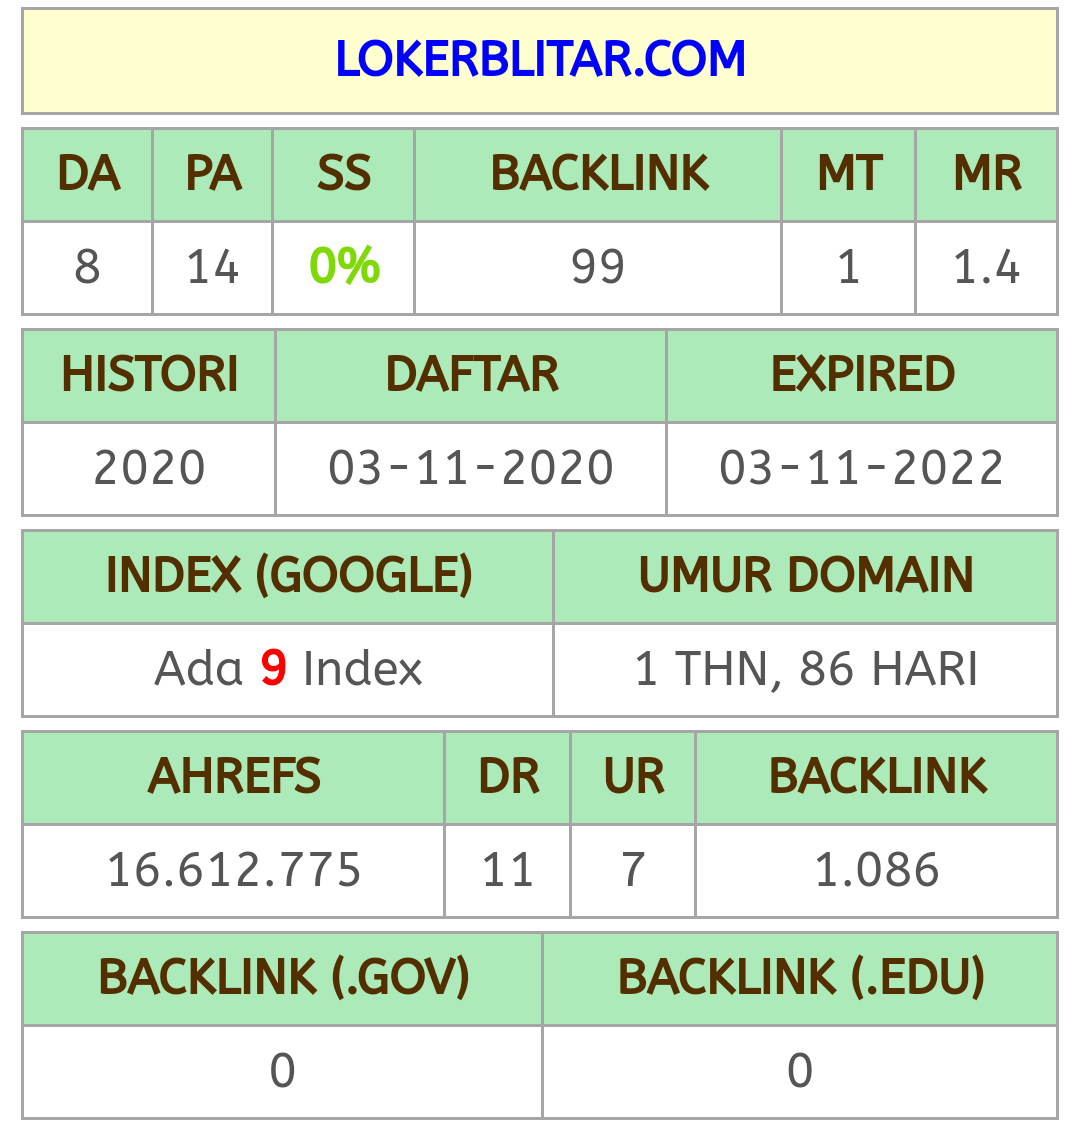 LOKERBLITAR.COM
DA PA SS BACKLINK MT MR
8 14 0% 99 1 1.4
HISTORI DAFTAR EXPIRED
2020 03-11-2020 03-11-2022
INDEX (GOOGLE) UMUR DOMAIN
Ada 9 Index 1 THN, 86 HARI
AHREFS DR UR BACKLINK
16.612.775 11 7 1.086
BACKLINK (.GOV) BACKLINK (.EDU)
0 0